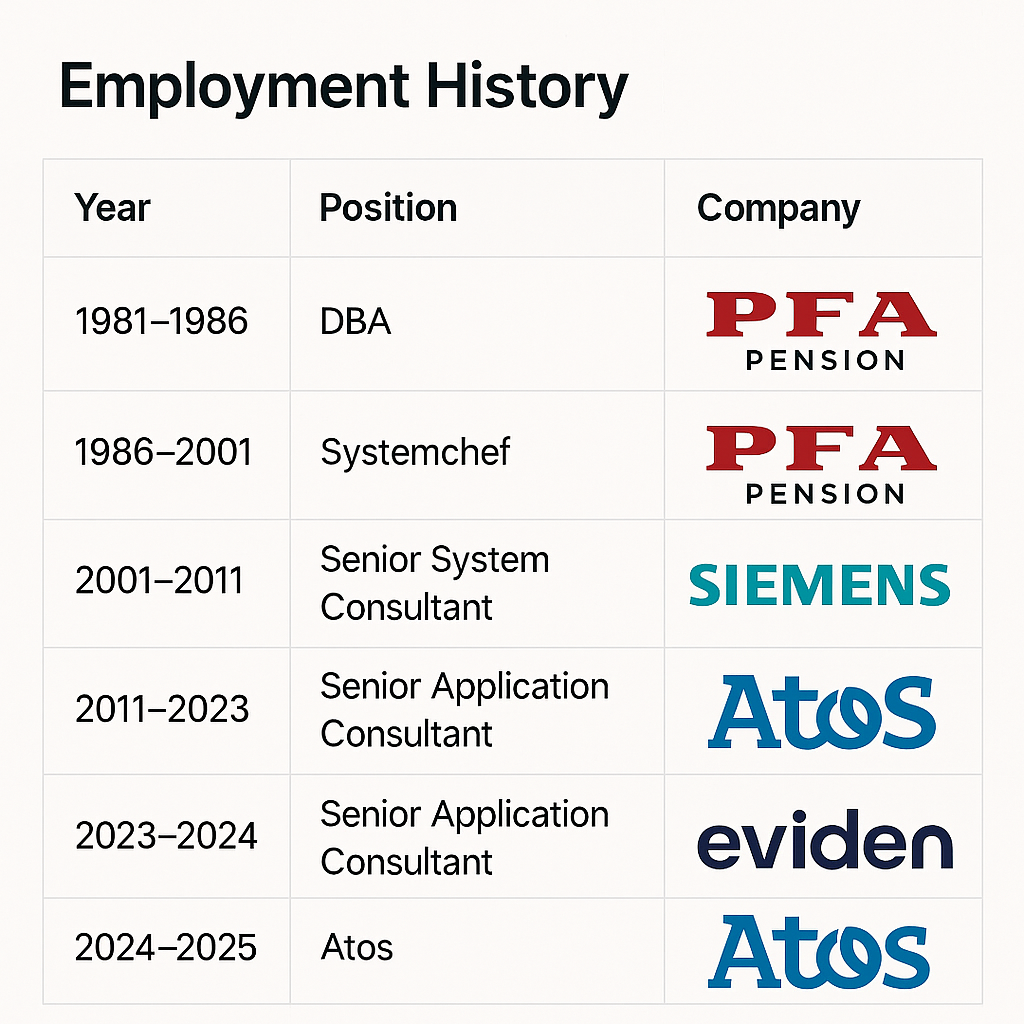 Employment History
Year Position Company
1981–1986 DBA PFA
PENSION
1986–2001 Systemchef PFA
PENSION
2001–2011 Senior System
Consultant SIEMENS
2011–2023 Senior Application
Consultant Atos
2023–2024 Senior Application
Consultant eviden
2024–2025 Atos Atos